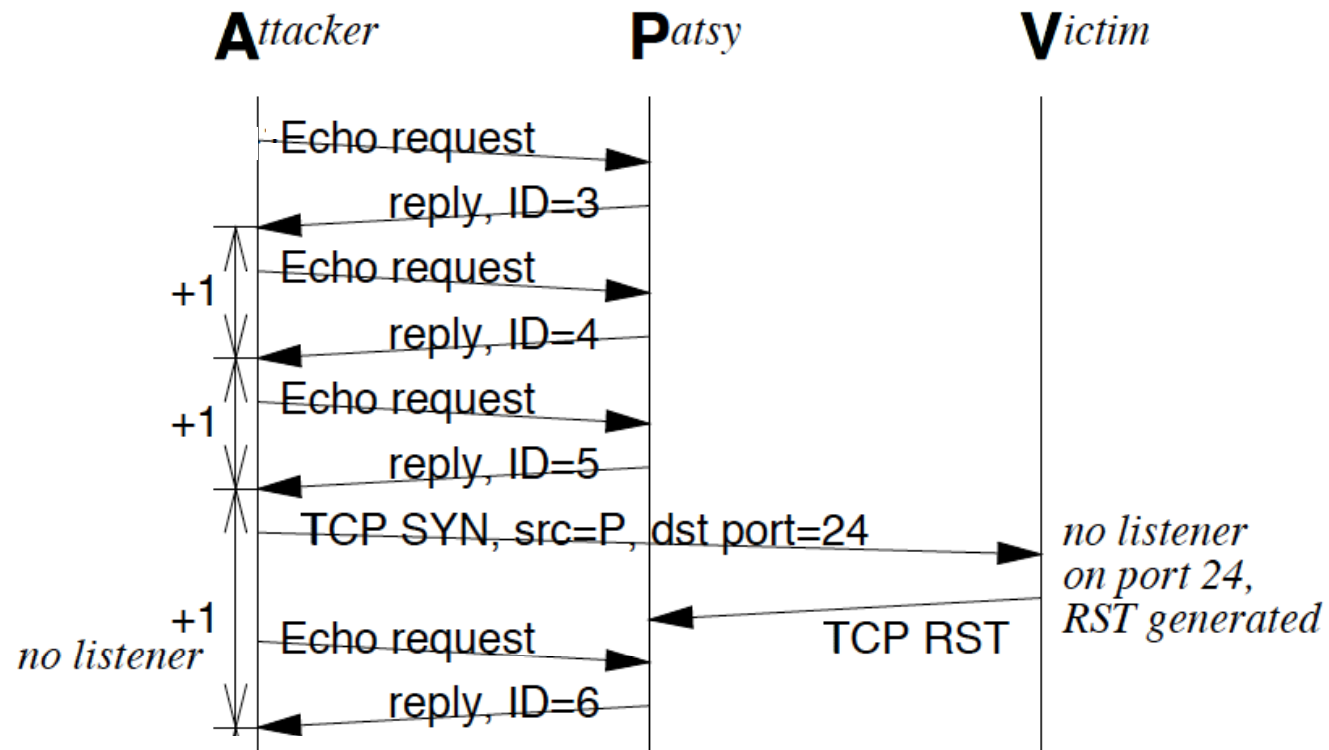 Attacker Patsy Victim
Echo request
reply, ID=3
+1
Echo request
reply, ID=4
+1
Echo request
reply, ID=5
TCP SYN, src=P, dst port=24
no listener
on port 24,
RST generated
+1
no listener
TCP RST
Echo request
reply, ID=6